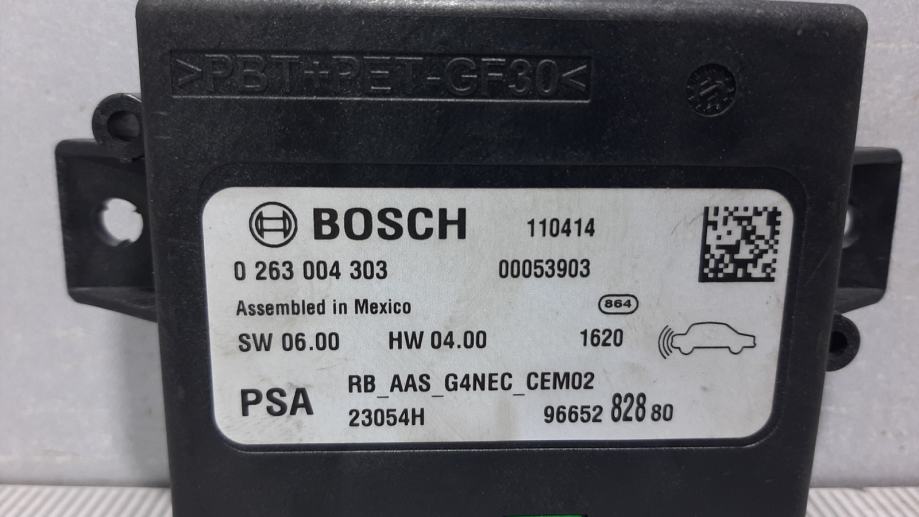 >PBT+PET-GF30<
BOSCH 110414
0 263 004 303 00053903
Assembled in Mexico 864
SW 06.00 HW 04.00 1620
RB_AAS_G4NEC_CEM02
PSA
23054H 96652 828 80